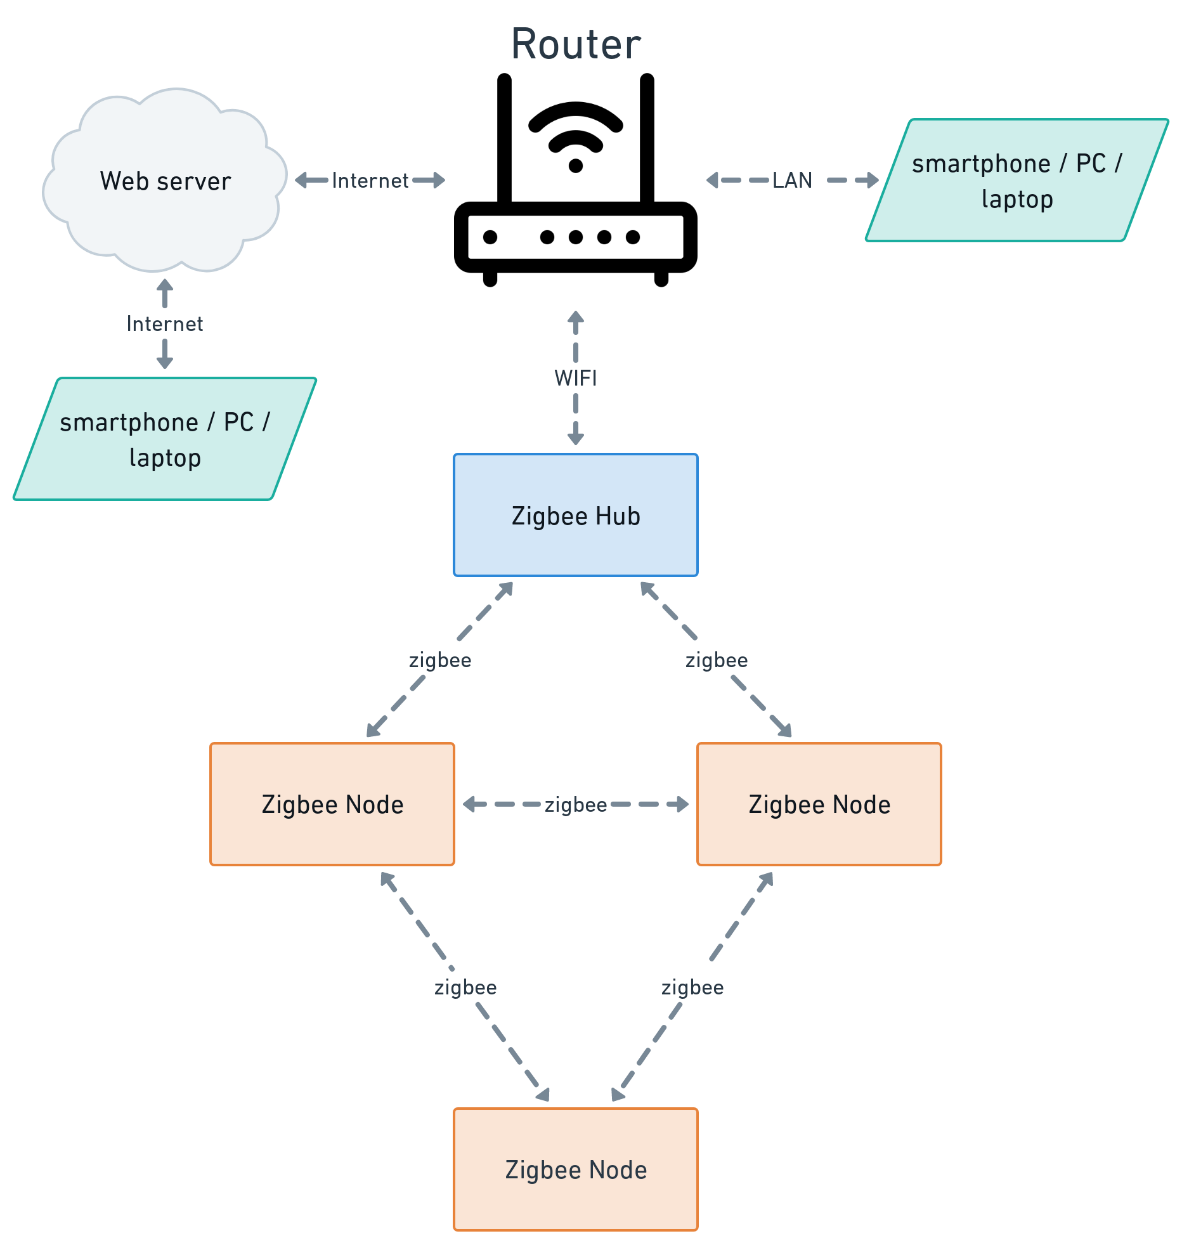 Router
Web server
Internet
LAN
smartphone / PC /
laptop
Internet
WIFI
smartphone / PC /
laptop
Zigbee Hub
zigbee
zigbee
Zigbee Node
zigbee
Zigbee Node
zigbee
zigbee
Zigbee Node